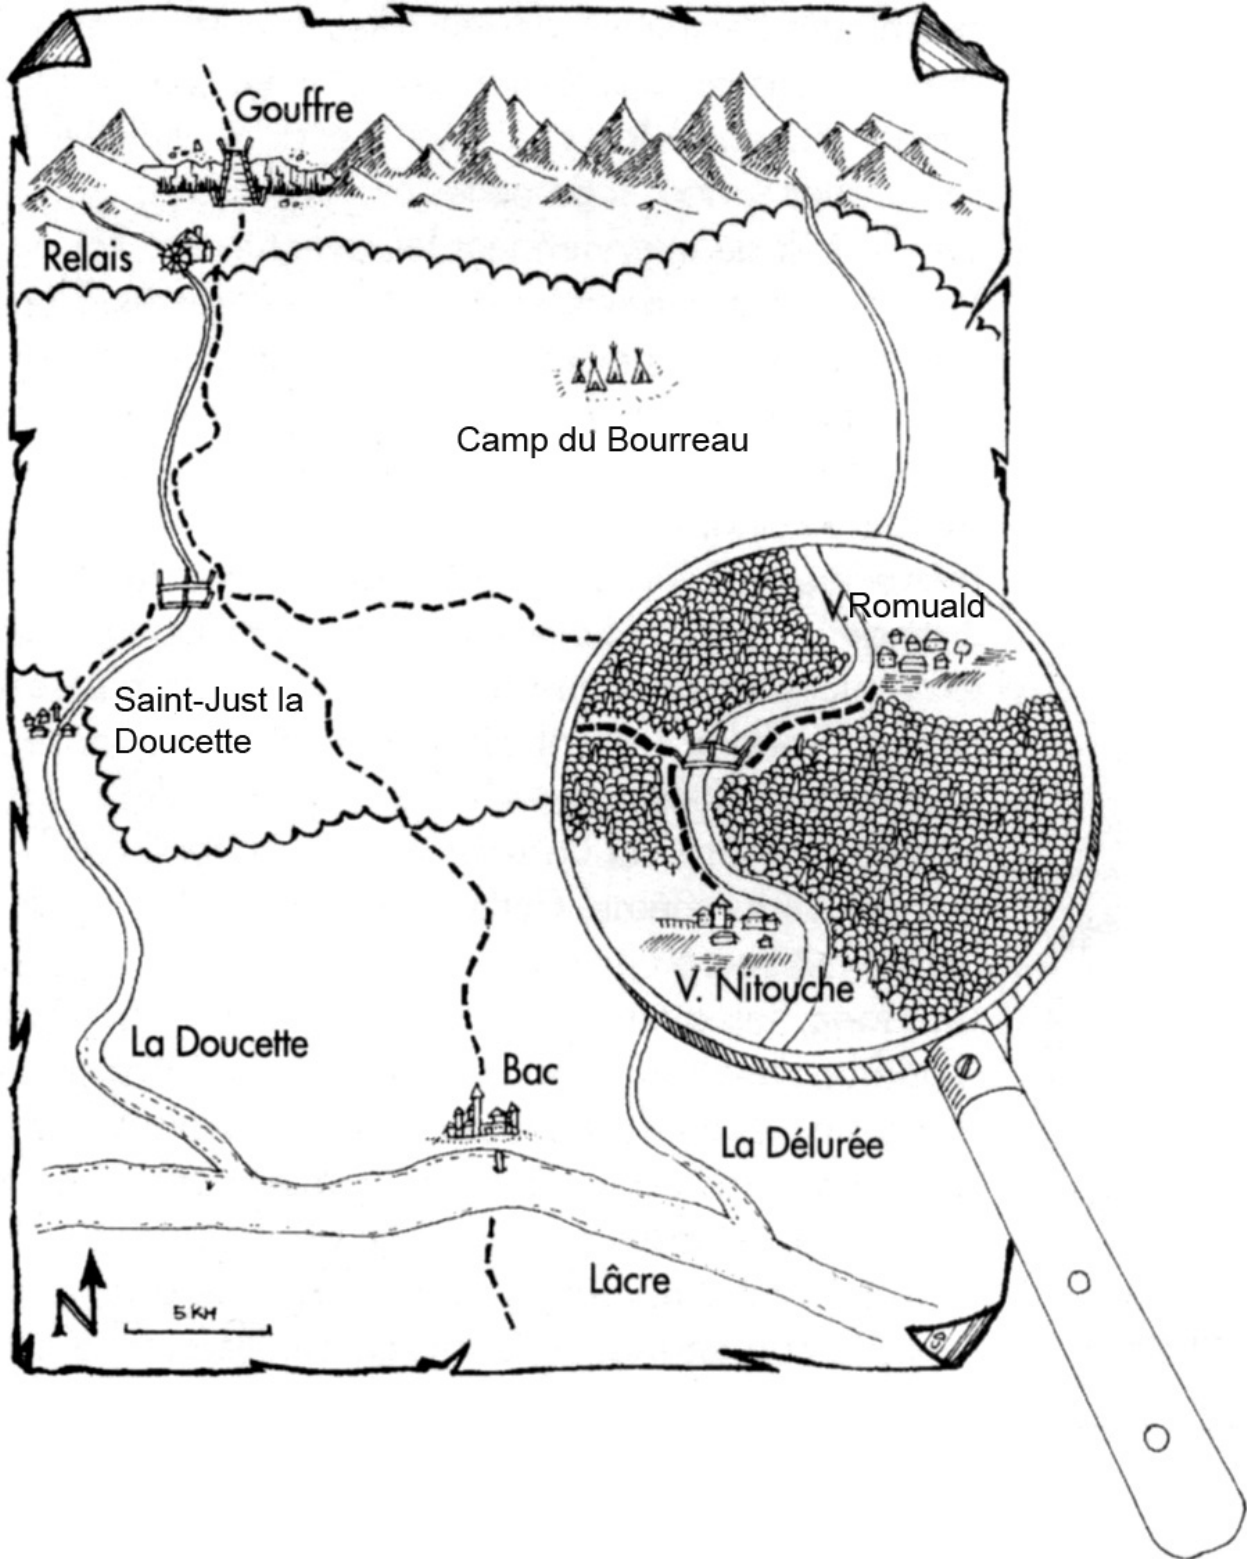 Gouffre
Relais
Camp du Bourreau
V.Romuald
Saint-Just la
Doucette
V. Nitouche
La Doucette
Bac
La Délurée
Lâcre
N
5 KM